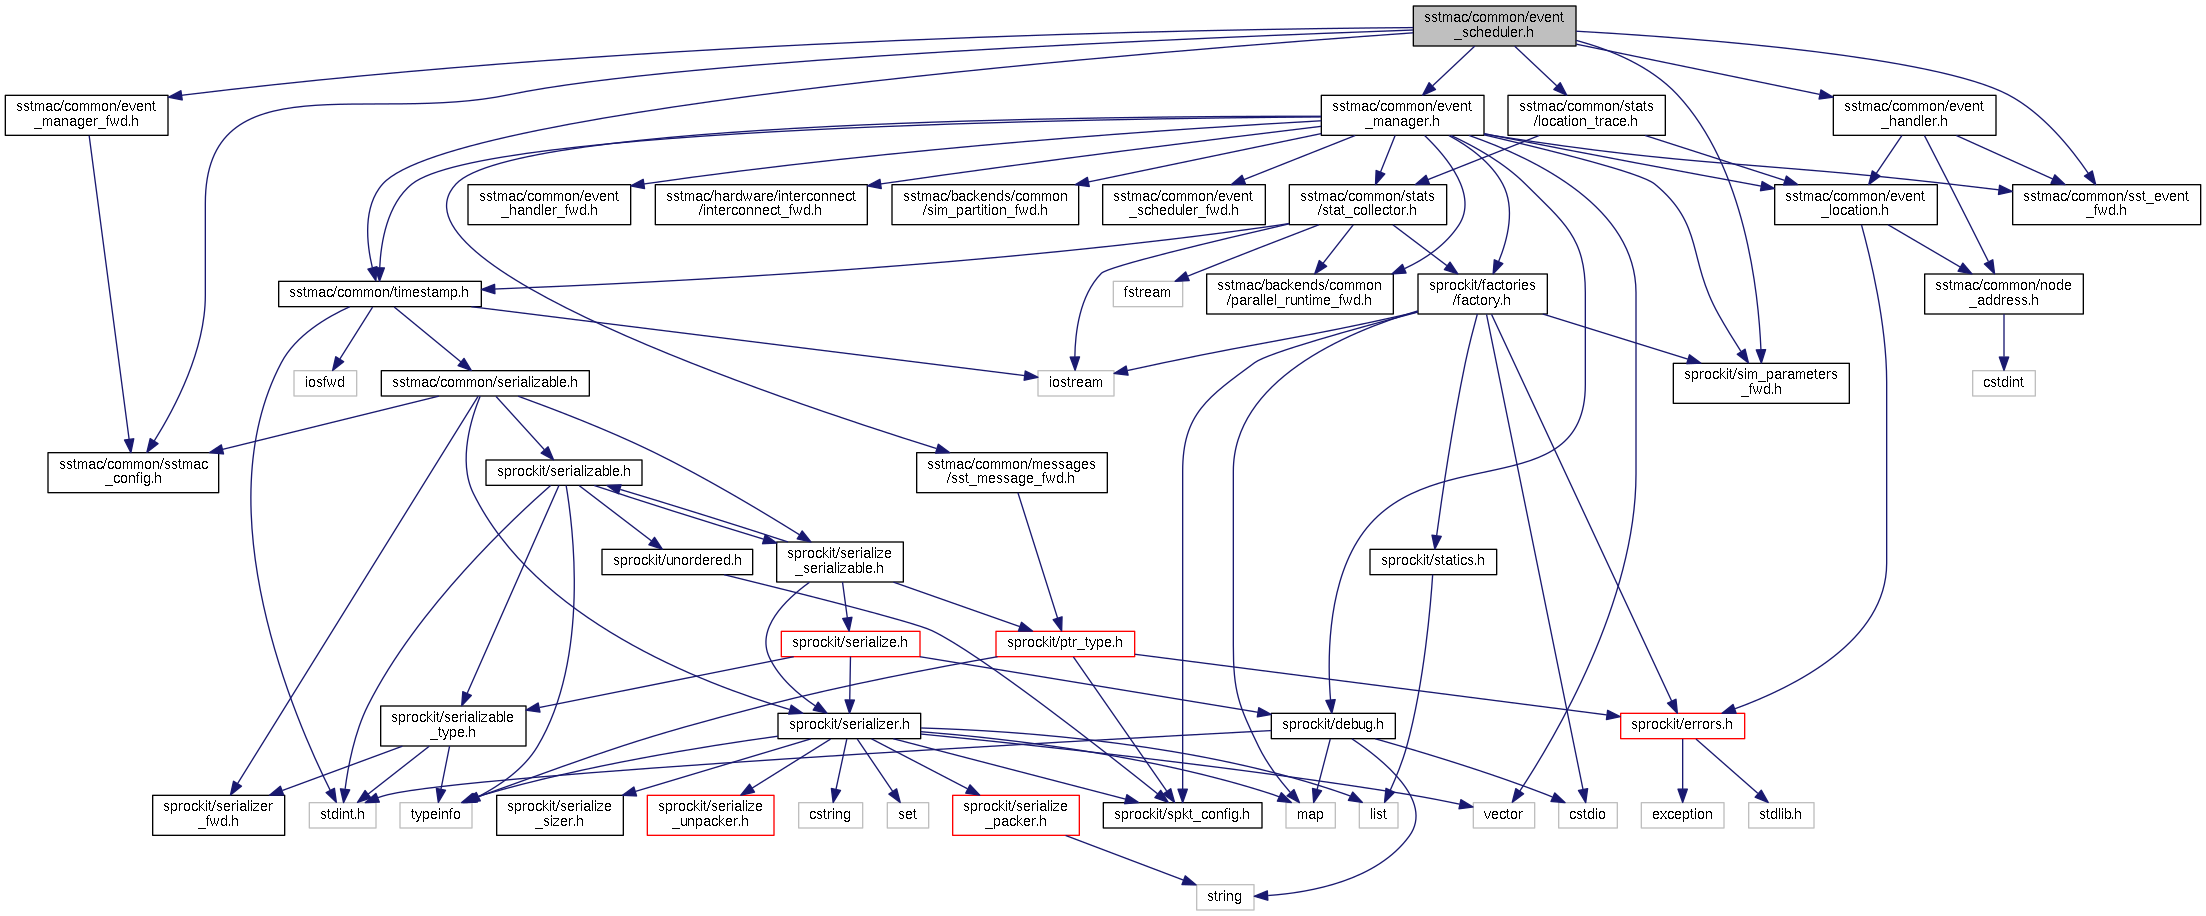 sstmac/common/event
_scheduler.h
sstmac/common/event
_manager_fwd.h
sstmac/common/event
_manager.h
sstmac/common/stats
/location_trace.h
sstmac/common/event
_handler.h
sstmac/common/event
_handler_fwd.h
sstmac/hardware/interconnect
/interconnect_fwd.h
sstmac/backends/common
/sim_partition_fwd.h
sstmac/common/event
_scheduler_fwd.h
sstmac/common/stats
/stat_collector.h
sstmac/common/event
_location.h
sstmac/common/sst_event
_fwd.h
sstmac/common/timestamp.h
fstream
sstmac/backends/common
/parallel_runtime_fwd.h
sprockit/factories
/factory.h
sstmac/common/node
_address.h
iosfwd
sstmac/common/serializable.h
iostream
sprockit/sim_parameters
_fwd.h
cstdint
sstmac/common/sstmac
_config.h
sprockit/serializable.h
sstmac/common/messages
/sst_message_fwd.h
sprockit/unordered.h
sprockit/serialize
_serializable.h
sprockit/statics.h
sprockit/serialize.h
sprockit/ptr_type.h
sprockit/serializable
_type.h
sprockit/serializer.h
sprockit/debug.h
sprockit/errors.h
sprockit/serializer
_fwd.h
stdint.h
typeinfo
sprockit/serialize
_sizer.h
sprockit/serialize
_unpacker.h
cstring
set
sprockit/serialize
_packer.h
sprockit/spkt_config.h
map
list
vector
cstdio
exception
stdlib.h
string